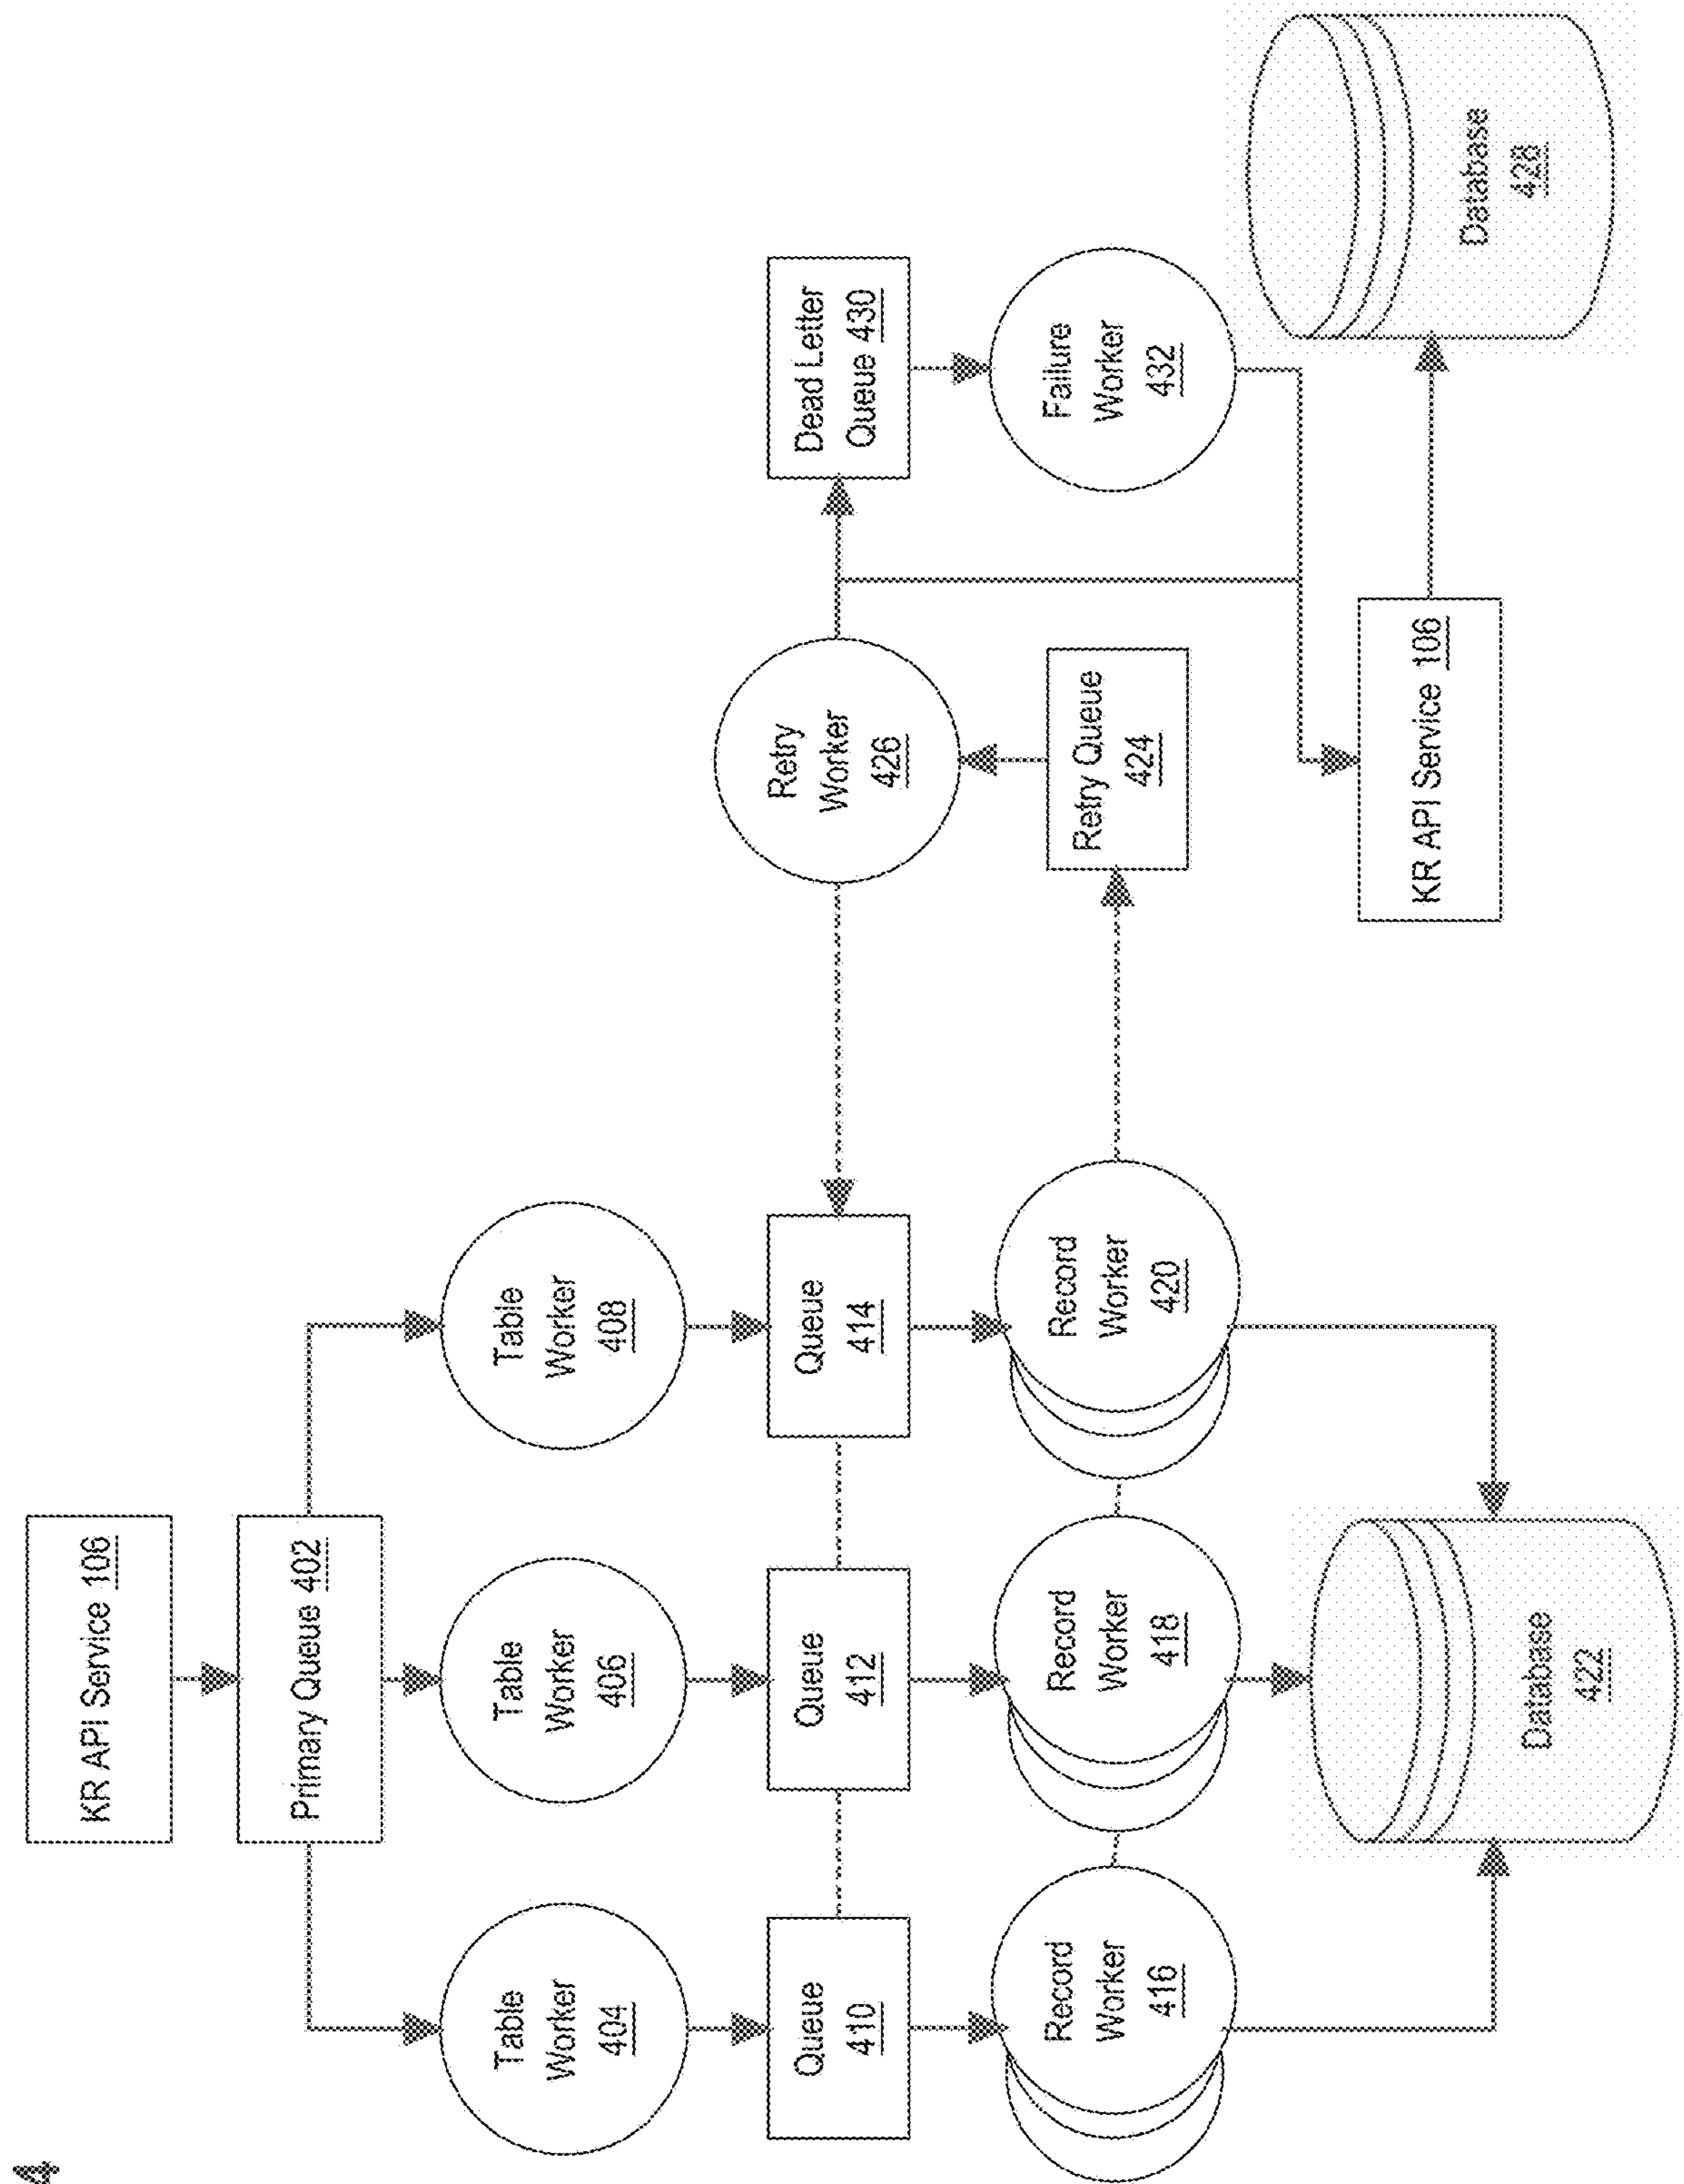 4
KR API Service 106
Primary Queue 402
Table
Worker
404
Table
Worker
406
Table
Worker
408
Queue
410
Queue
412
Queue
414
Record
Worker
416
Record
Worker
418
Record
Worker
420
Database
422
Retry
Worker
426
Retry Queue
424
Dead Letter
Queue 430
Failure
Worker
432
KR API Service 106
Database
428